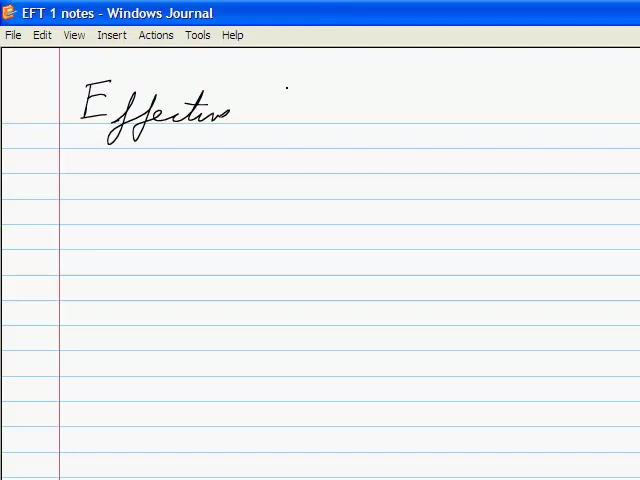 EFT 1 notes - Windows Journal
File Edit View Insert Actions Tools Help
Effective